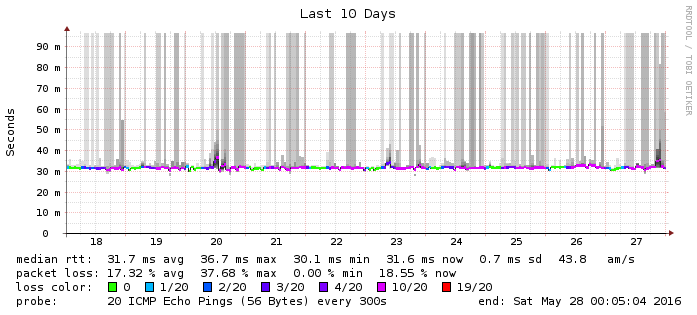 Last 10 Days
RRDTOOL / TOBI OETIKER
Seconds
90 m
80 m
70 m
60 m
50 m
40 m
30 m
20 m
10 m
0 m
18 19 20 21 22 23 24 25 26 27
median rtt: 31.7 ms avg 36.7 ms max 30.1 ms min 31.6 ms now 0.7 ms sd 43.8 am/s
packet loss: 17.32 % avg 37.68 % max 0.00 % min 18.55 % now
loss color: 0 1/20 2/20 3/20 4/20 10/20 19/20
probe: 20 ICMP Echo Pings (56 Bytes) every 300s end: Sat May 28 00:05:04 2016